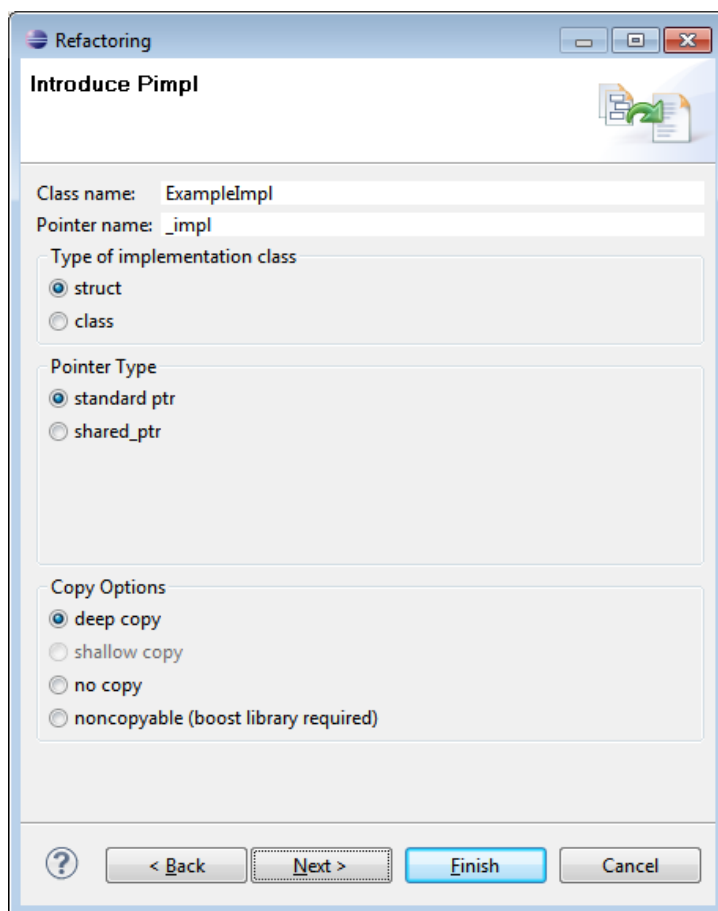 Refactoring
Introduce Pimpl
Class name: ExampleImpl
Pointer name: _impl
Type of implementation class
struct
class
Pointer Type
standard ptr
shared_ptr
Copy Options
deep copy
shallow copy
no copy
noncopyable (boost library required)
? < Back Next > Finish Cancel